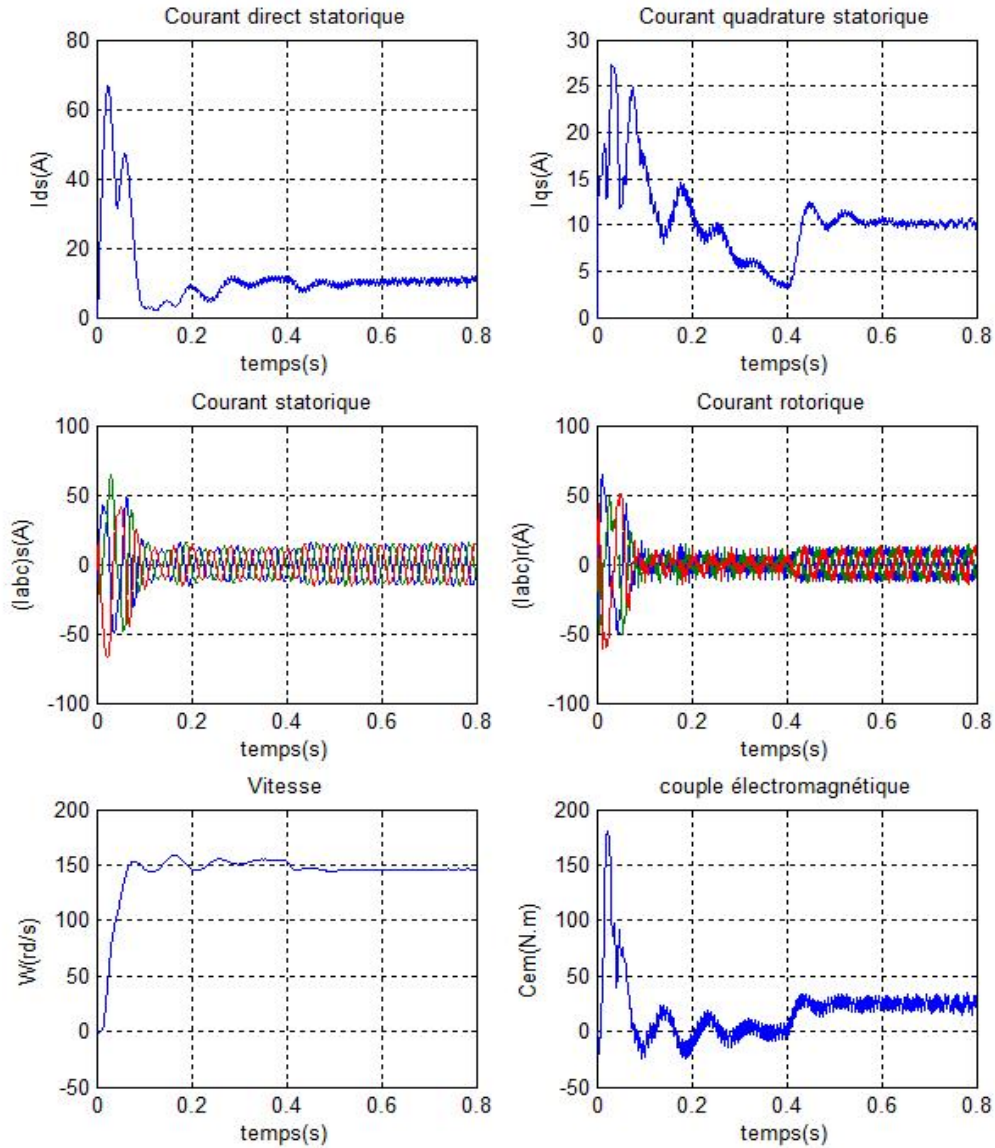 Courant direct statorique
80
60
40
20
0
Ids(A)
0 0.2 0.4 0.6 0.8
temps(s)
Courant quadrature statorique
30
25
20
15
10
5
0
Iqs(A)
0 0.2 0.4 0.6 0.8
temps(s)
Courant statorique
100
50
0
-50
-100
(Iabc)s(A)
0 0.2 0.4 0.6 0.8
temps(s)
Courant rotorique
100
50
0
-50
-100
(Iabc)r(A)
0 0.2 0.4 0.6 0.8
temps(s)
Vitesse
200
150
100
50
0
-50
W(rd/s)
0 0.2 0.4 0.6 0.8
temps(s)
couple électromagnétique
200
150
100
50
0
-50
Cem(N.m)
0 0.2 0.4 0.6 0.8
temps(s)